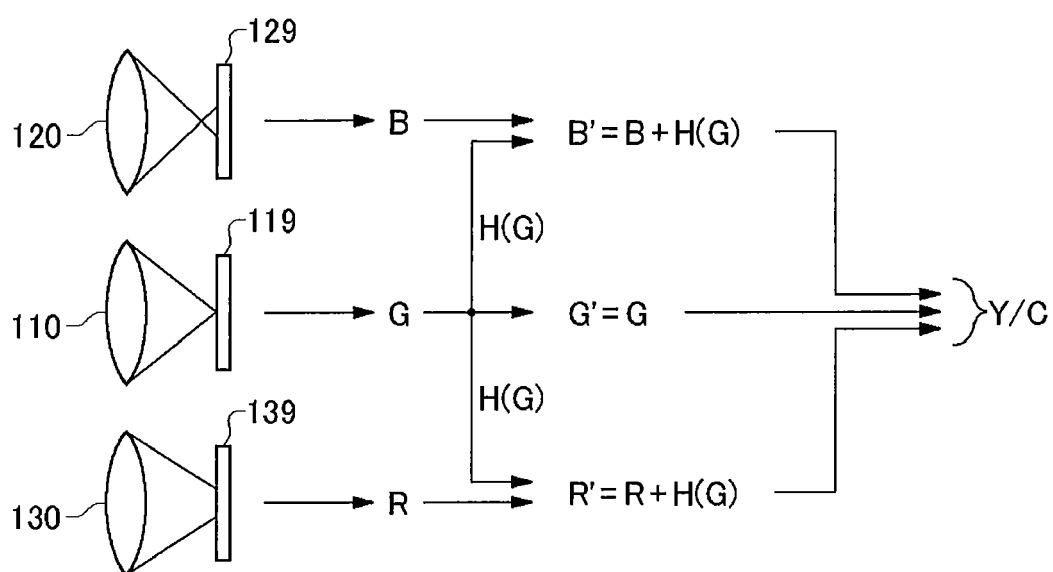 129
120
B
B'=B+H(G)
H(G)
119
110
G
G'=G
Y/C
H(G)
139
130
R
R'=R+H(G)